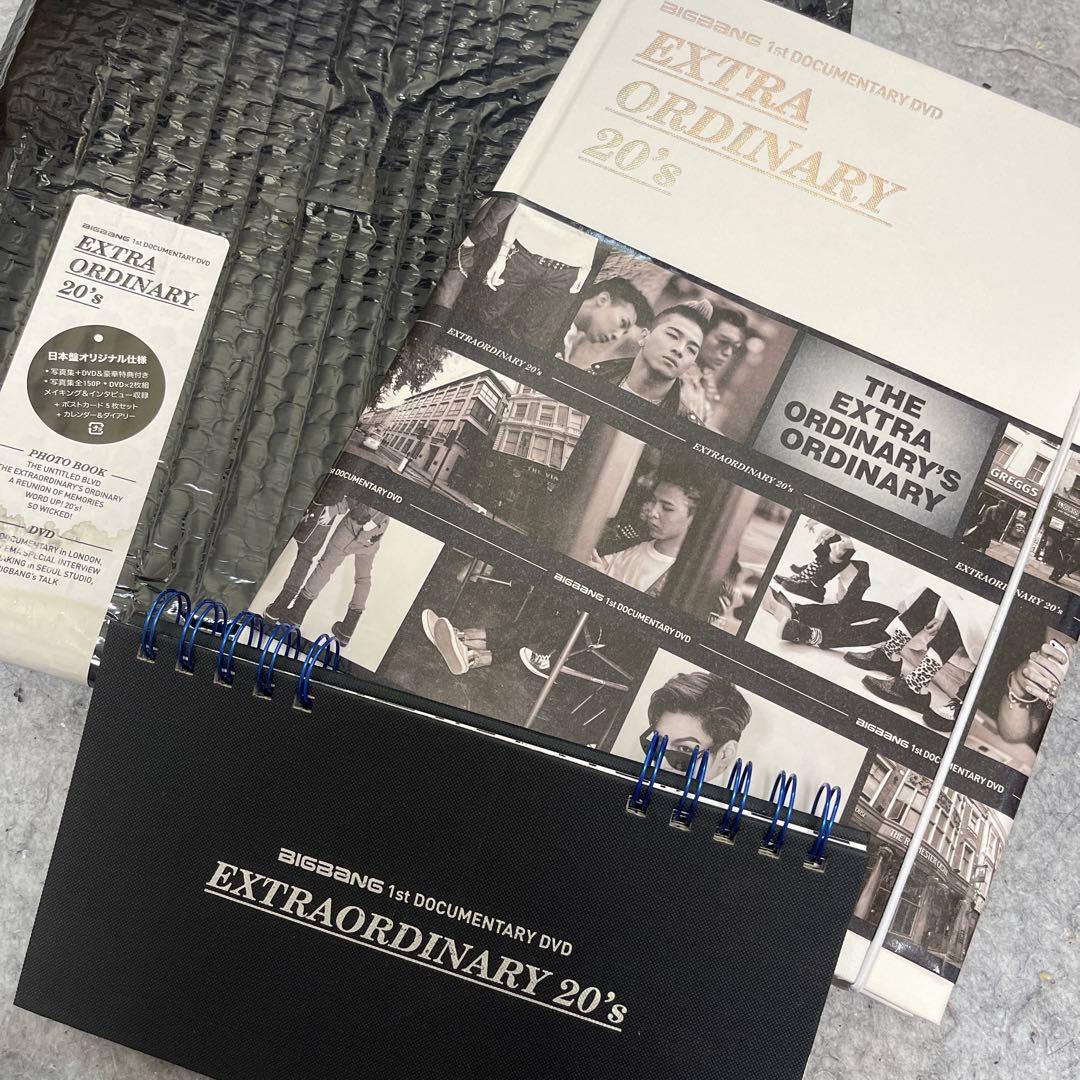 BIGBANG 1st DOCUMENTARY DVD
EXTRA
ORDINARY
20's
BIGBANG 1st DOCUMENTARY DVD
EXTRA
ORDINARY
20's
日本盤オリジナル仕様
• 写真集+DVD&豪華特典付き
• 写真集全150P • DVD×2枚組
メイキング&インタビュー収録
+ ポストカード5枚セット
+ カレンダー&ダイアリー
PHOTO BOOK
THE UNTITLED BLVD
THE EXTRAORDINARY'S ORDINARY
A REUNION OF MEMORIES
WORD UP! 20's!
SO WICKED!
DVD
DOCUMENTARY in LONDON,
EMA SPECIAL INTERVIEW
MAKING in SEOUL STUDIO,
BIGBANG's TALK
EXTRAORDINARY 20's
THE
EXTRA
ORDINARY'S
ORDINARY
EXTRAORDINARY 20's
GREGGS
THE VIA
1st DOCUMENTARY DVD
EXTRAORDINARY 20's
BIGBANG 1st DOCUMENTARY DVD
BIGBANG 1st DOCUMENTARY DVD
BIGBANG 1st DOCUMENTARY DVD
EXTRAORDINARY 20's